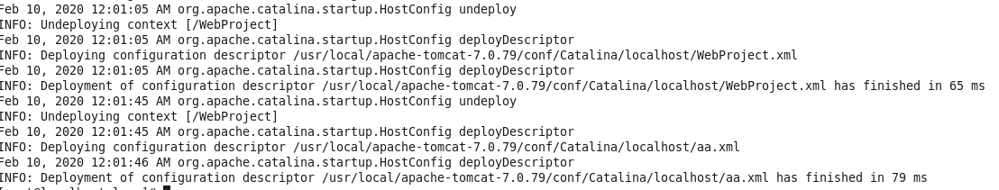 Feb 10, 2020 12:01:05 AM org.apache.catalina.startup.HostConfig undeploy
INFO: Undeploying context [/WebProject]
Feb 10, 2020 12:01:05 AM org.apache.catalina.startup.HostConfig deployDescriptor
INFO: Deploying configuration descriptor /usr/local/apache-tomcat-7.0.79/conf/Catalina/localhost/WebProject.xml
Feb 10, 2020 12:01:05 AM org.apache.catalina.startup.HostConfig deployDescriptor
INFO: Deployment of configuration descriptor /usr/local/apache-tomcat-7.0.79/conf/Catalina/localhost/WebProject.xml has finished in 65 ms
Feb 10, 2020 12:01:45 AM org.apache.catalina.startup.HostConfig undeploy
INFO: Undeploying context [/WebProject]
Feb 10, 2020 12:01:45 AM org.apache.catalina.startup.HostConfig deployDescriptor
INFO: Deploying configuration descriptor /usr/local/apache-tomcat-7.0.79/conf/Catalina/localhost/aa.xml
Feb 10, 2020 12:01:46 AM org.apache.catalina.startup.HostConfig deployDescriptor
INFO: Deployment of configuration descriptor /usr/local/apache-tomcat-7.0.79/conf/Catalina/localhost/aa.xml has finished in 79 ms